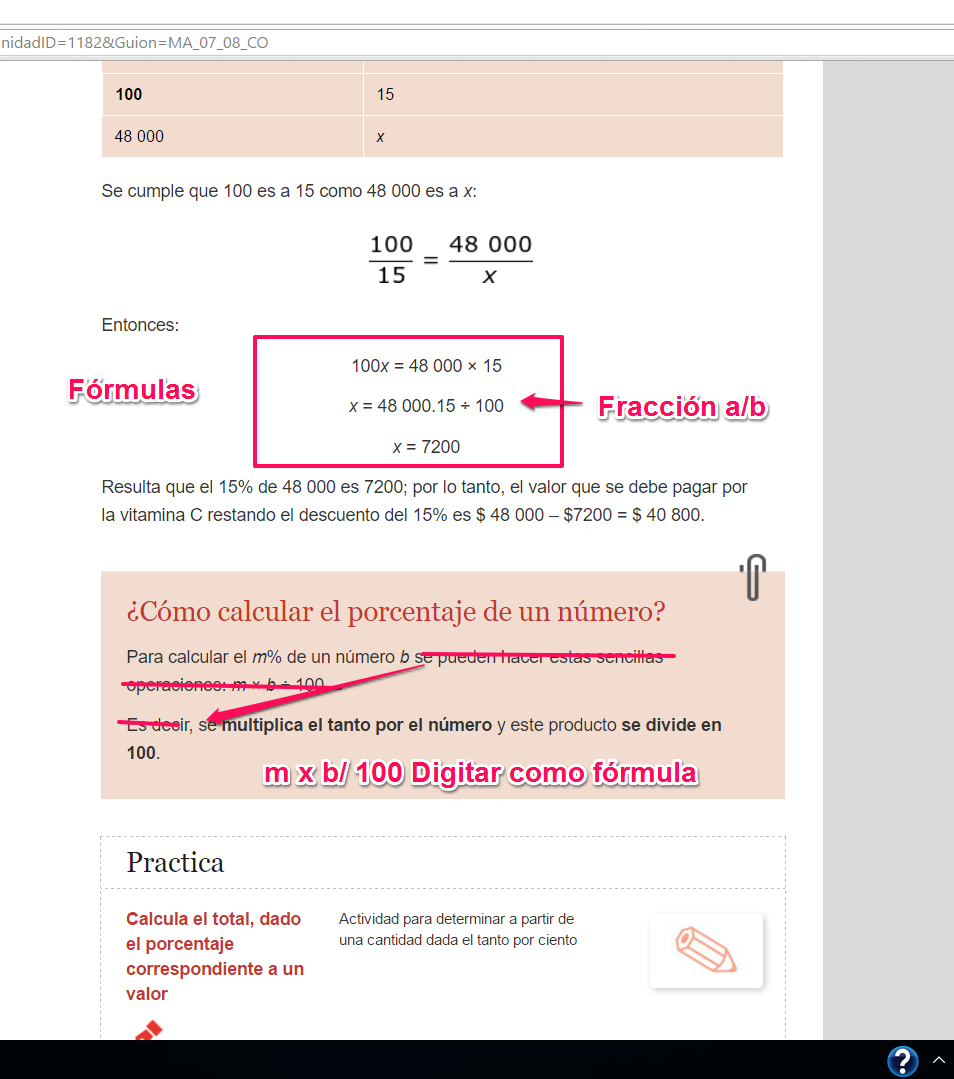 nidadID=1182&Guion=MA_07_08_CO
100 15
48 000 x
Se cumple que 100 es a 15 como 48 000 es a x:
100/15 = 48 000/x
Entonces:
100x = 48 000 × 15
Fórmulas
x = 48 000.15 ÷ 100
Fracción a/b
x = 7200
Resulta que el 15% de 48 000 es 7200; por lo tanto, el valor que se debe pagar por
la vitamina C restando el descuento del 15% es $ 48 000 – $7200 = $ 40 800.
¿Cómo calcular el porcentaje de un número?
Para calcular el m% de un número b se pueden hacer estas sencillas
operaciones: m × b ÷ 100
Es decir, se multiplica el tanto por el número y este producto se divide en
100.
m x b/ 100 Digitar como fórmula
Practica
Calcula el total, dado
el porcentaje
correspondiente a un
valor
Actividad para determinar a partir de
una cantidad dada el tanto por ciento
?